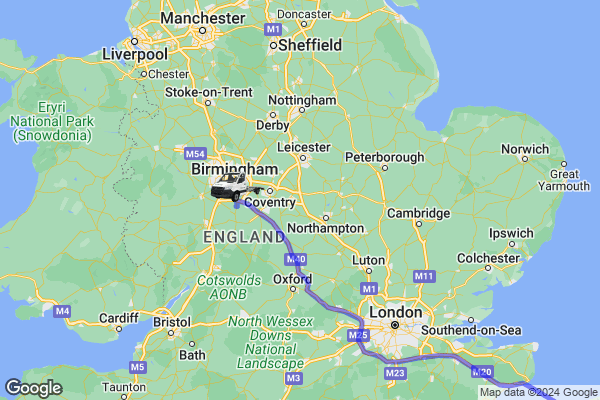 Doncaster
Manchester
M1
Liverpool
Sheffield
Chester
Stoke-on-Trent
Eryri
National Park
(Snowdonia)
Nottingham
Derby
M54
Leicester
Norwich
Birmingham
Peterborough
Great
Yarmouth
Coventry
Northampton
Cambridge
ENGLAND
Ipswich
M40
Luton
Colchester
Cotswolds
AONB
Oxford
M11
M1
M4
London
Cardiff
Bristol
North Wessex
Downs
National
Landscape
M25
Southend-on-Sea
Bath
M5
M20
M23
M3
Taunton
Google
Google
Map data ©2024 Google